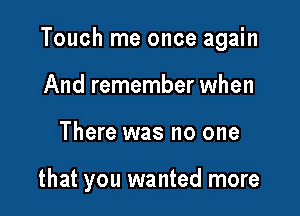 Touch me once again
And remember when
There was no one
that you wanted more